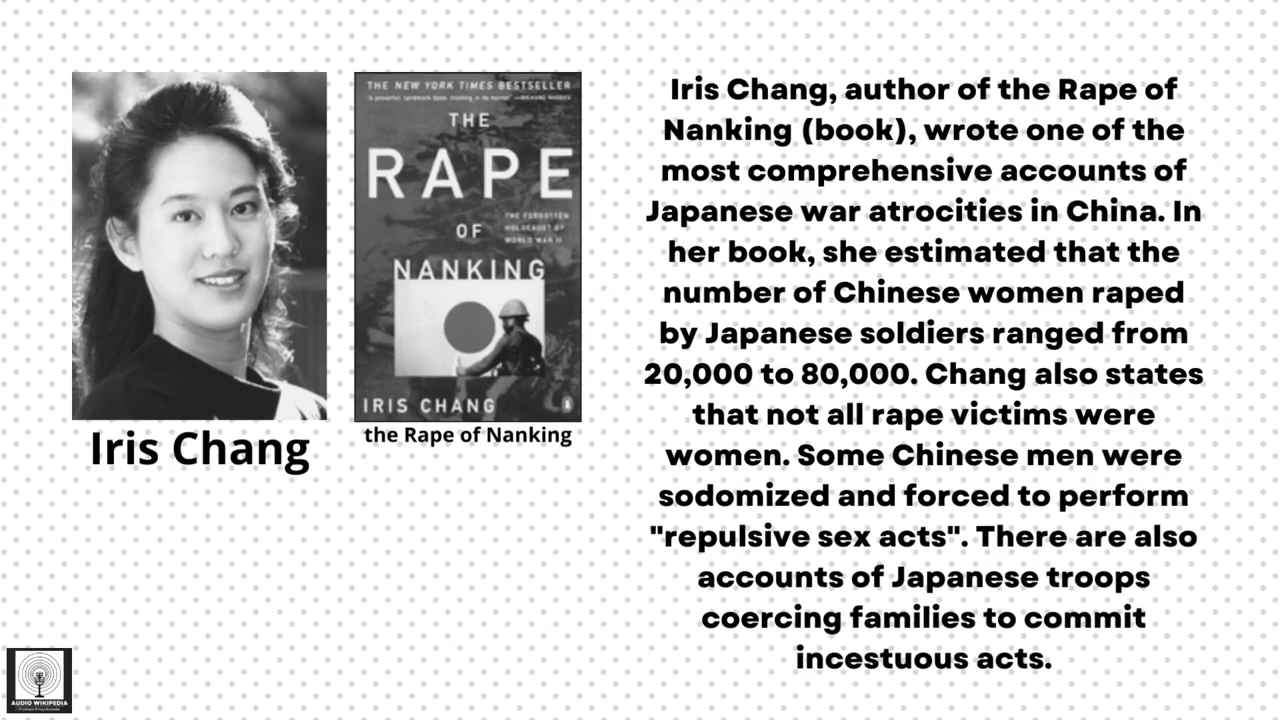 THE NEW YORK TIMES BESTSELLER
THE
RAPE
THE FORGOTTEN
HOLOCAUST OF
WORLD WAR II
OF
NANKING
IRIS CHANG
Iris Chang
the Rape of Nanking
Iris Chang, author of the Rape of
Nanking (book), wrote one of the
most comprehensive accounts of
Japanese war atrocities in China. In
her book, she estimated that the
number of Chinese women raped
by Japanese soldiers ranged from
20,000 to 80,000. Chang also states
that not all rape victims were
women. Some Chinese men were
sodomized and forced to perform
"repulsive sex acts". There are also
accounts of Japanese troops
coercing families to commit
incestuous acts.
AUDIO WIKIPEDIA